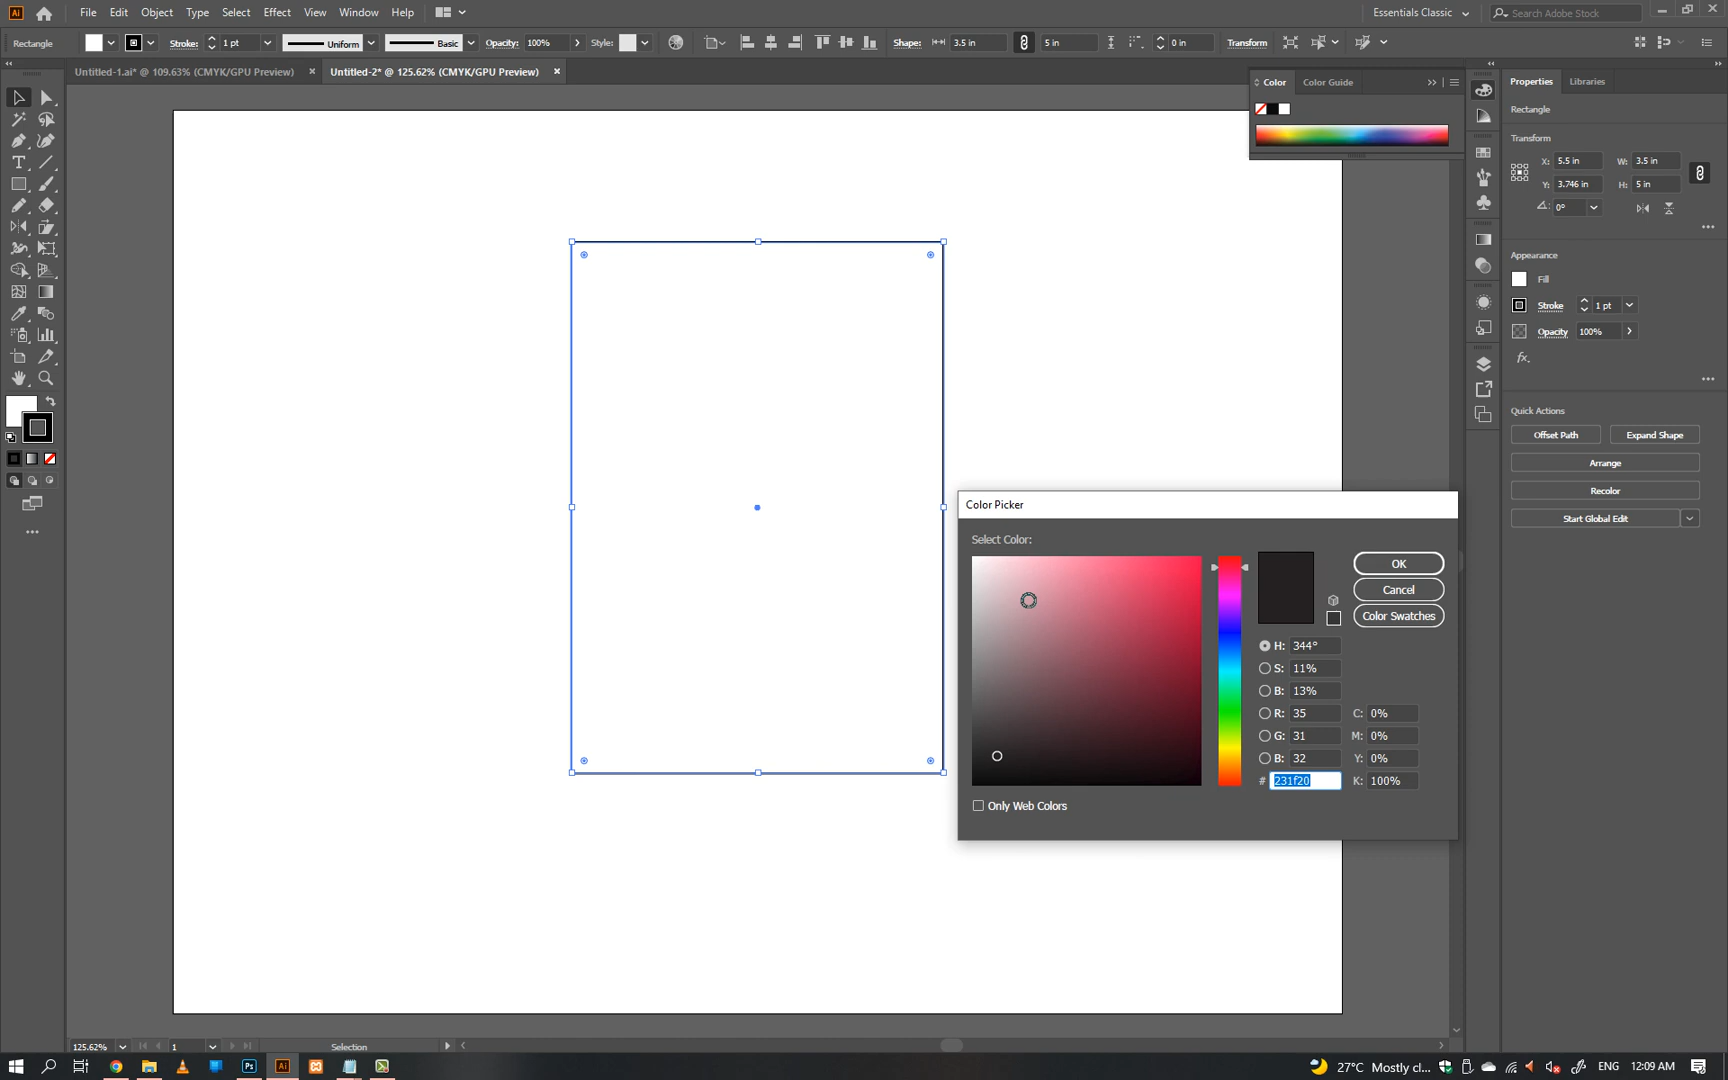 Ai File Edit Object Type Select Effect View Window Help Essentials Classic Search Adobe Stock
Rectangle Stroke: 1 pt Uniform Basic Opacity: 100% Style: Shape: 3.5 in 5 in 0 in Transform
Untitled-1.ai* @ 109.63% (CMYK/GPU Preview) Untitled-2* @ 125.62% (CMYK/GPU Preview)
Color Color Guide
Properties Libraries
Rectangle
Transform
X: 5.5 in W: 3.5 in
Y: 3.746 in H: 5 in
0°
Appearance
Fill
Stroke 1 pt
Opacity 100%
fx.
Quick Actions
Offset Path Expand Shape
Arrange
Recolor
Start Global Edit
Color Picker
Select Color:
OK
Cancel
Color Swatches
H: 344°
S: 11%
B: 13%
R: 35 C: 0%
G: 31 M: 0%
B: 32 Y: 0%
# 231f20 K: 100%
Only Web Colors
125.62% 1 Selection
Ps Ai 27°C Mostly cl... ENG 12:09 AM